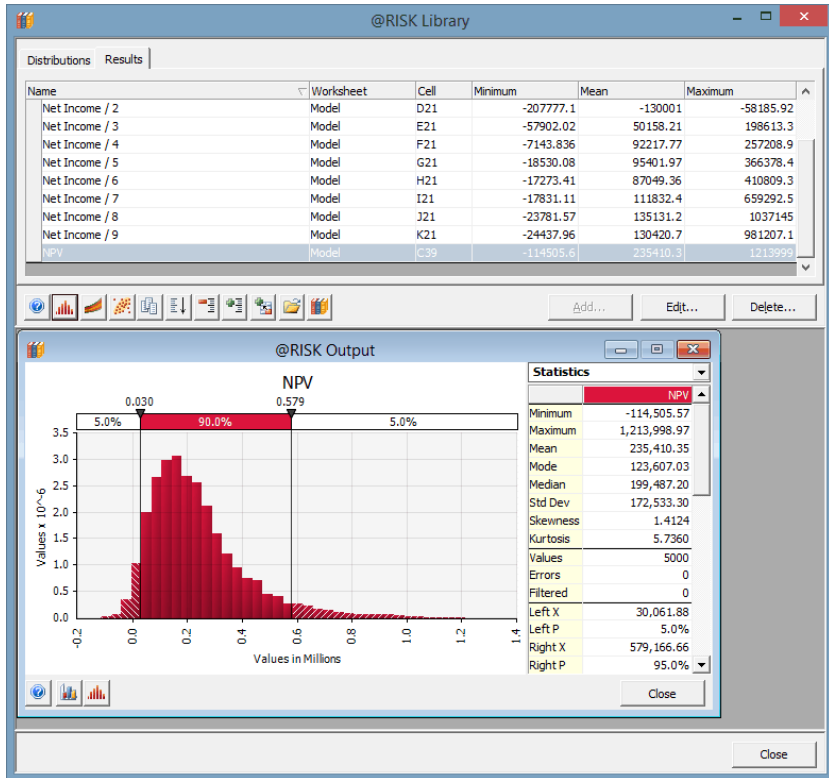 @RISK Library
Distributions Results
Name Worksheet Cell Minimum Mean Maximum
Net Income / 2 Model D21 -207777.1 -130001 -58185.92
Net Income / 3 Model E21 -57902.02 50158.21 198613.3
Net Income / 4 Model F21 -7143.836 92217.77 257208.9
Net Income / 5 Model G21 -18530.08 95401.97 366378.4
Net Income / 6 Model H21 -17273.41 87049.36 410809.3
Net Income / 7 Model I21 -17831.11 111832.4 659292.5
Net Income / 8 Model J21 -23781.57 135131.2 1037145
Net Income / 9 Model K21 -24437.96 130420.7 981207.1
NPV Model C39 -114505.6 235410.3 1213999
Add... Edit... Delete...
@RISK Output
NPV
0.030 0.579
5.0% 90.0% 5.0%
3.5
3.0
2.5
2.0
1.5
1.0
0.5
0.0
Values x 10^-6
-0.2 0.0 0.2 0.4 0.6 0.8 1.0 1.2 1.4
Values in Millions
Statistics
NPV
Minimum -114,505.57
Maximum 1,213,998.97
Mean 235,410.35
Mode 123,607.03
Median 199,487.20
Std Dev 172,533.30
Skewness 1.4124
Kurtosis 5.7360
Values 5000
Errors 0
Filtered 0
Left X 30,061.88
Left P 5.0%
Right X 579,166.66
Right P 95.0%
Close
Close